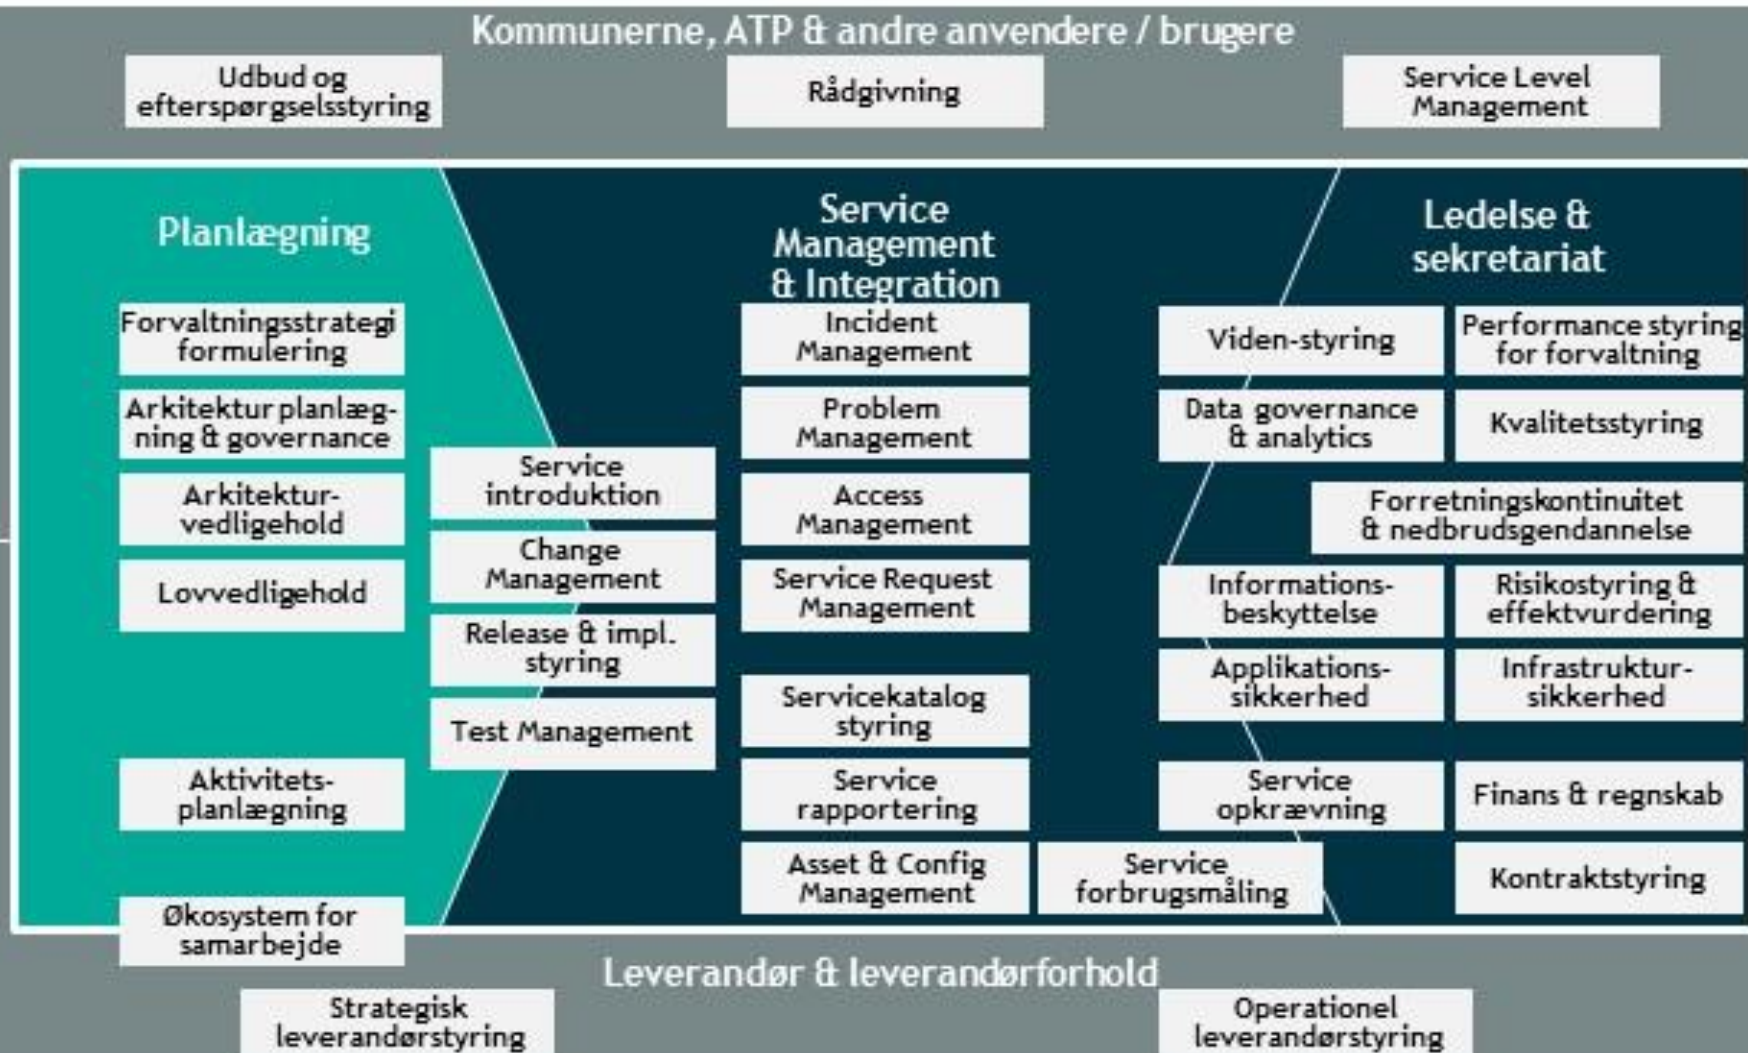 Kommunerne, ATP & andre anvendere / brugere
Udbud og
efterspørgselsstyring
Rådgivning
Service Level
Management
Planlægning
Forvaltningsstrategi
formulering
Arkitektur planlæg-
ning & governance
Arkitektur-
vedligehold
Lovvedligehold
Aktivitets-
planlægning
Økosystem for
samarbejde
Service
introduktion
Change
Management
Release & impl.
styring
Test Management
Service
Management
& Integration
Incident
Management
Problem
Management
Access
Management
Service Request
Management
Servicekatalog
styring
Service
rapportering
Asset & Config
Management
Service
forbrugsmåling
Ledelse &
sekretariat
Viden-styring
Performance styring
for forvaltning
Data governance
& analytics
Kvalitetsstyring
Forretningskontinuitet
& nedbrudsgendannelse
Informations-
beskyttelse
Risikostyring &
effektvurdering
Applikations-
sikkerhed
Infrastruktur-
sikkerhed
Service
opkrævning
Finans & regnskab
Kontraktstyring
Leverandør & leverandørforhold
Strategisk
leverandørstyring
Operationel
leverandørstyring